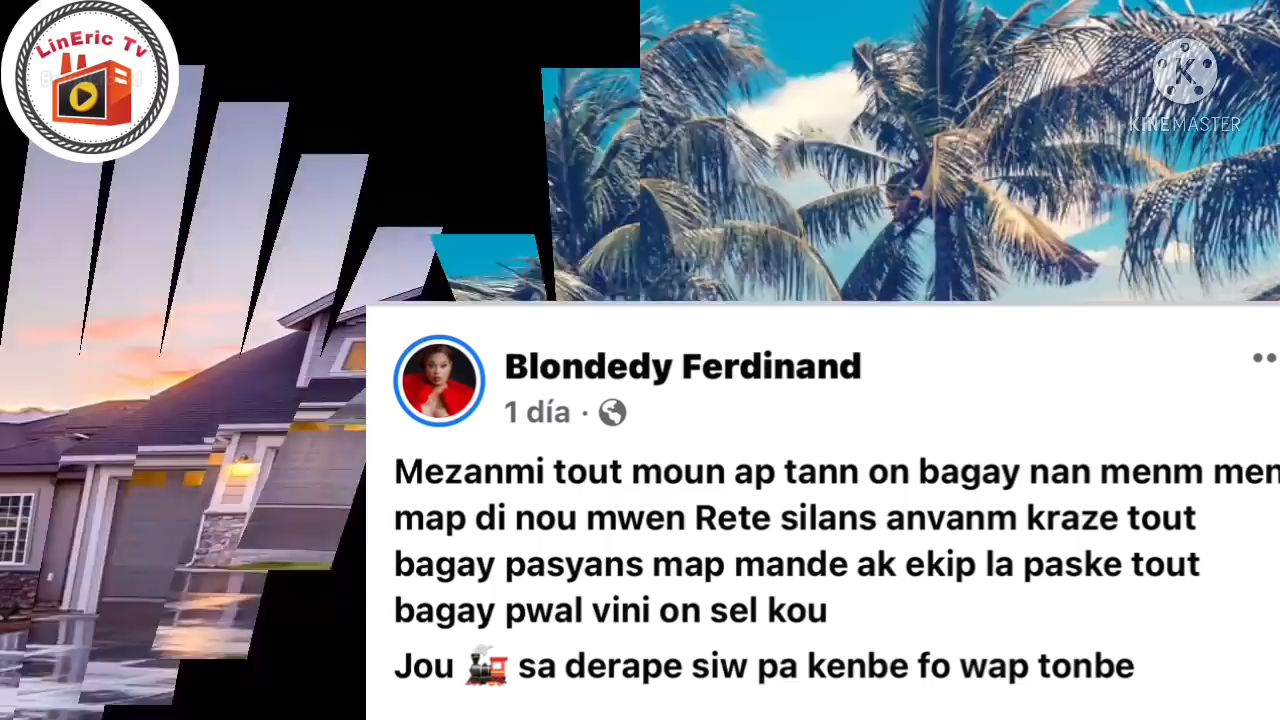 LinEric Tv
KINEMASTER
Blondedy Ferdinand
1 día ·
Mezanmi tout moun ap tann on bagay nan menm men
map di nou mwen Rete silans anvanm kraze tout
bagay pasyans map mande ak ekip la paske tout
bagay pwal vini on sel kou
Jou 🚂 sa derape siw pa kenbe fo wap tonbe